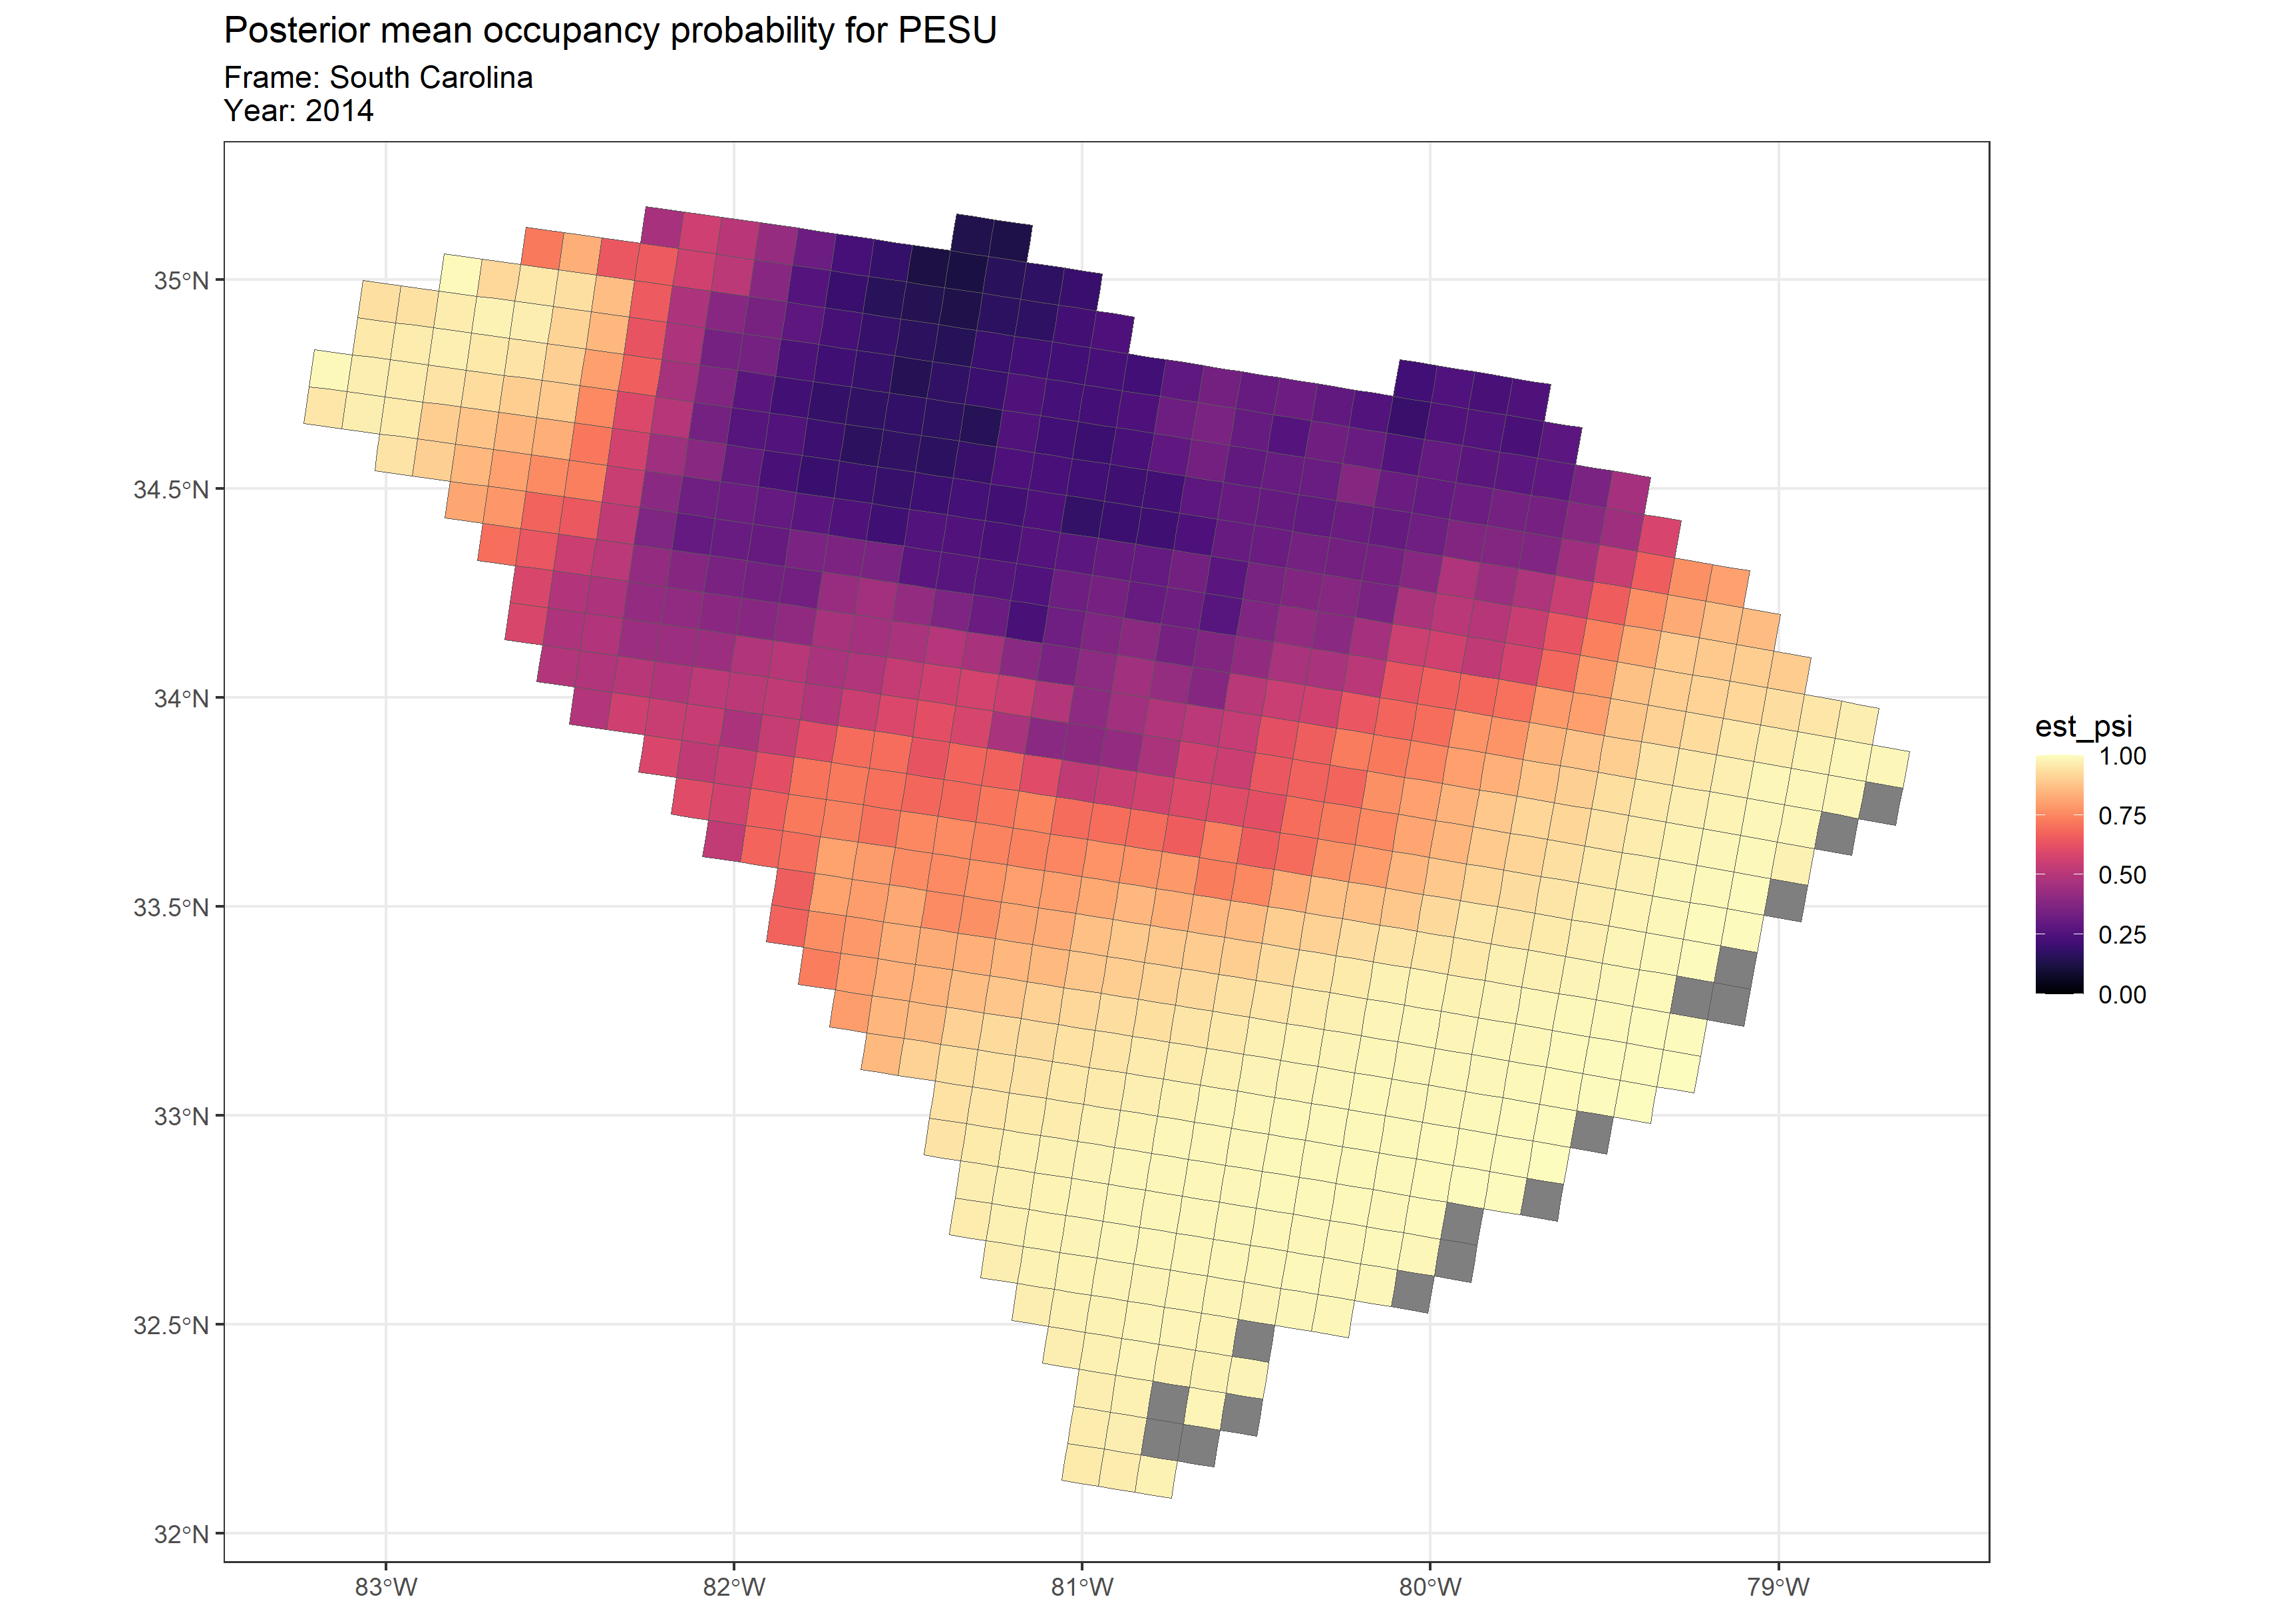 Posterior mean occupancy probability for PESU
Frame: South Carolina
Year: 2014
35°N
34.5°N
34°N
33.5°N
33°N
32.5°N
32°N
83°W
82°W
81°W
80°W
79°W
est_psi
1.00
0.75
0.50
0.25
0.00